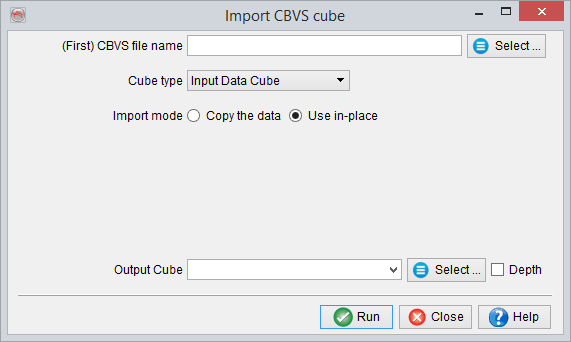 Import CBVS cube
(First) CBVS file name Select ...
Cube type Input Data Cube
Import mode Copy the data Use in-place
Output Cube Select ... Depth
Run Close Help